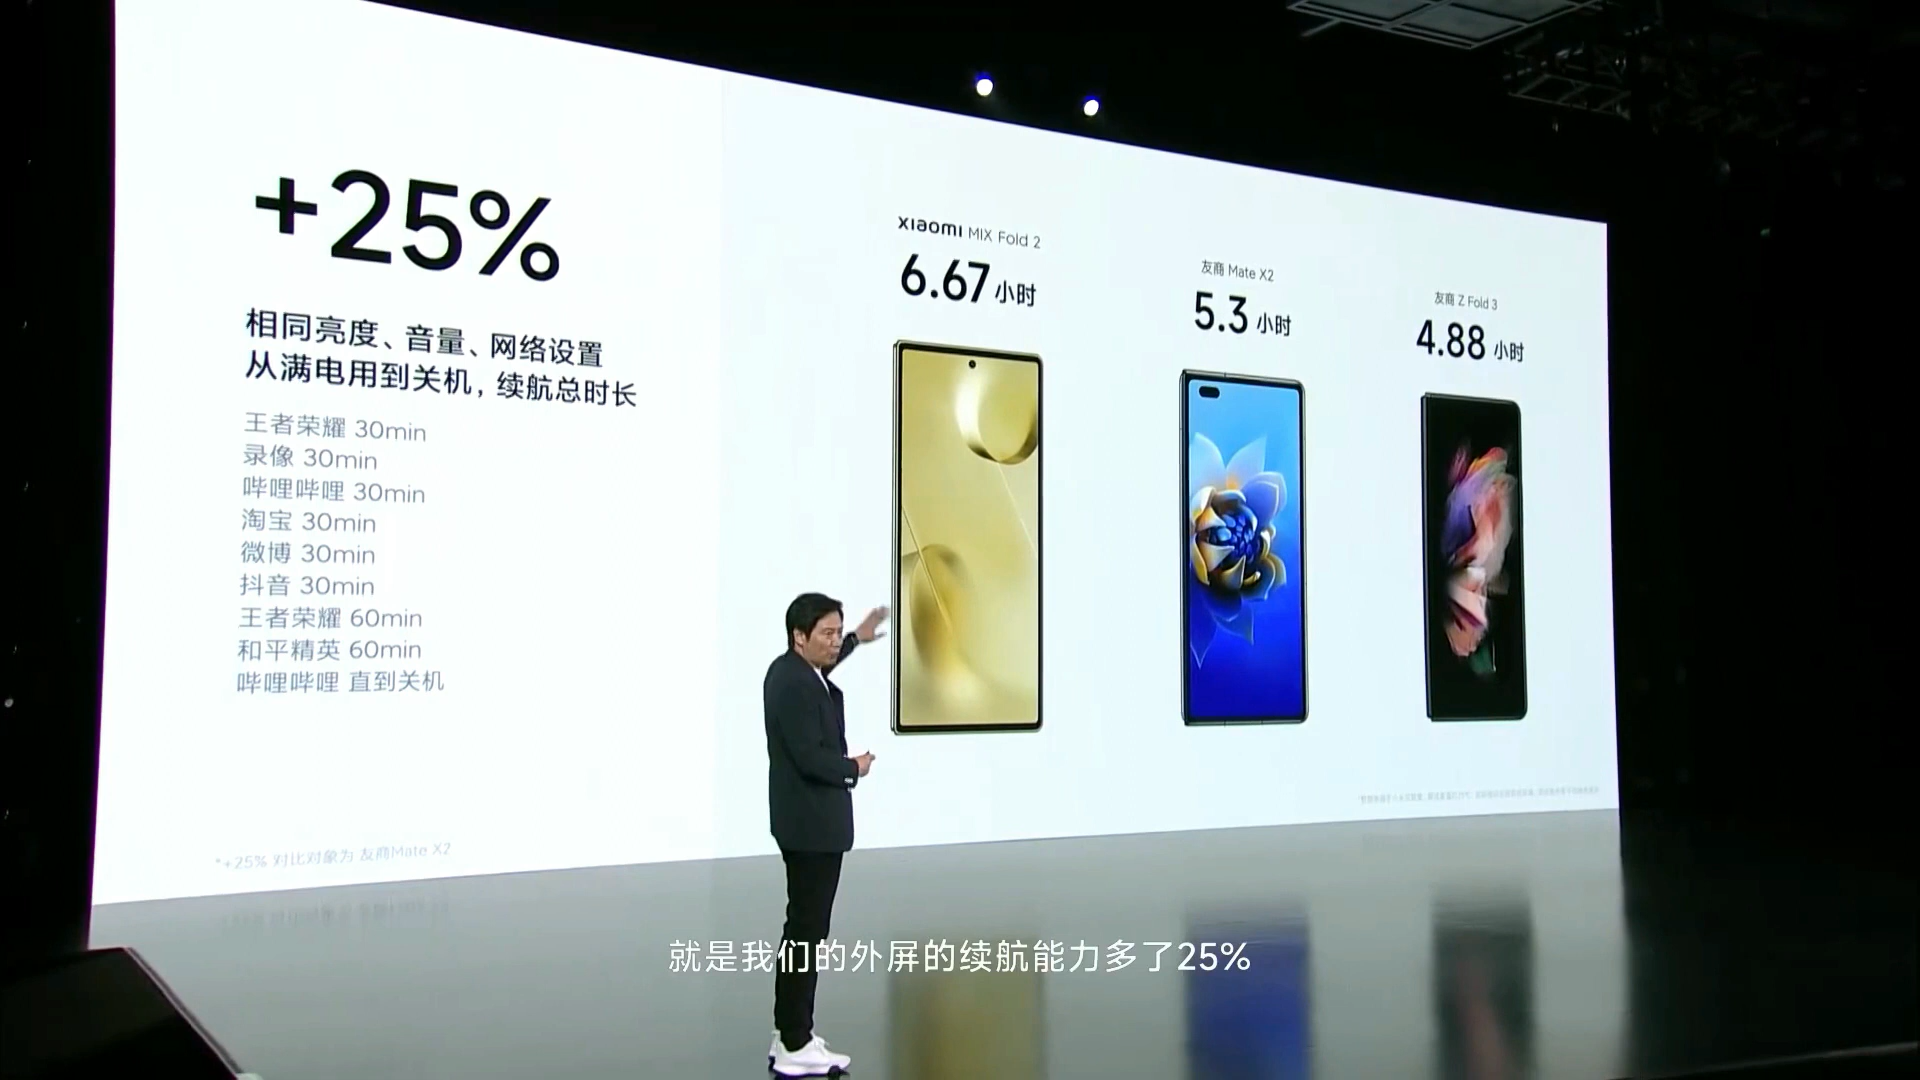 +25%
相同亮度、音量、网络设置
从满电用到关机，续航总时长
王者荣耀 30min
录像 30min
哔哩哔哩 30min
淘宝 30min
微博 30min
抖音 30min
王者荣耀 60min
和平精英 60min
哔哩哔哩 直到关机
*+25% 对比对象为 友商Mate X2
xiaomi MIX Fold 2
6.67 小时
友商 Mate X2
5.3 小时
友商 Z Fold 3
4.88 小时
就是我们的外屏的续航能力多了25%